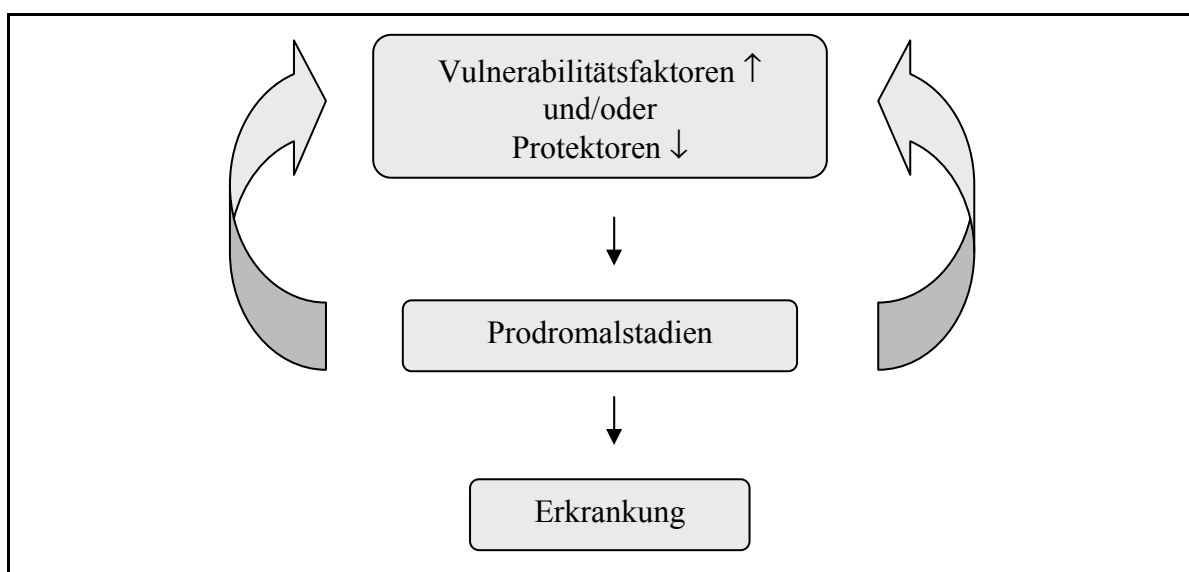 Vulnerabilitätsfaktoren ↑
und/oder
Protektoren ↓
Prodromalstadien
Erkrankung